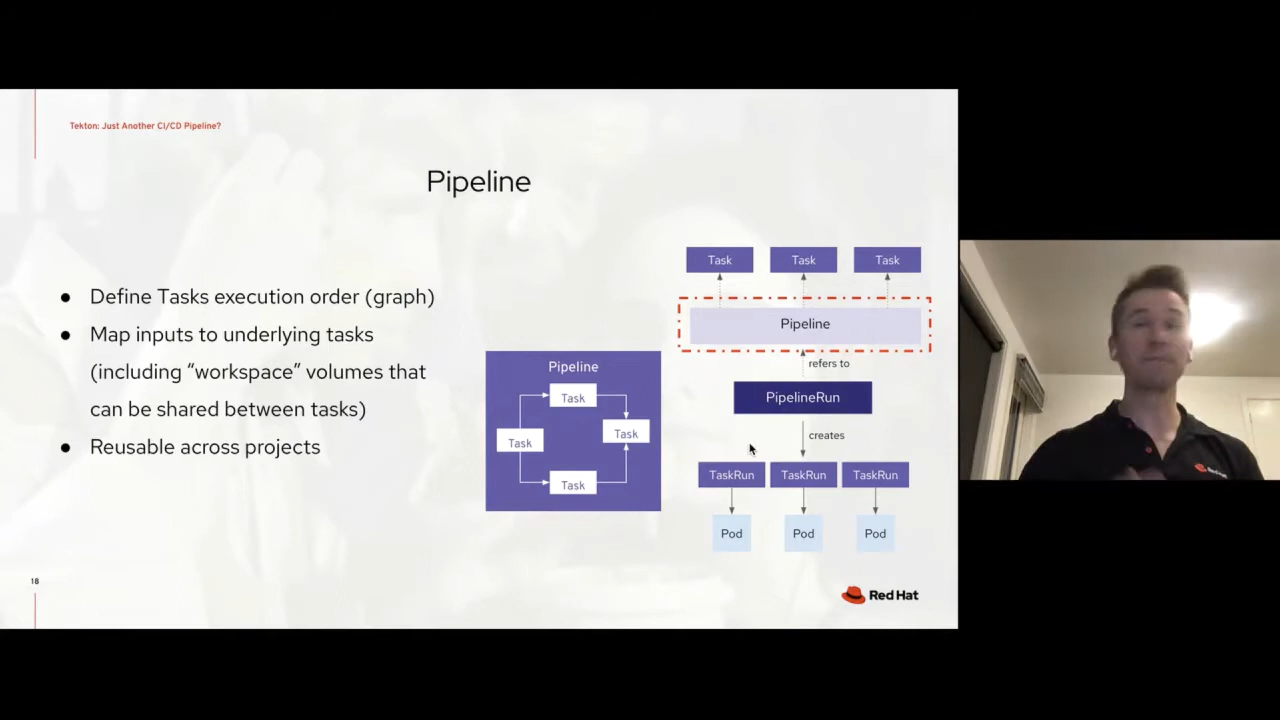 Tekton: Just Another CI/CD Pipeline?
Pipeline
● Define Tasks execution order (graph)
● Map inputs to underlying tasks
(including “workspace” volumes that
can be shared between tasks)
● Reusable across projects
Pipeline
Task
Task
Task
Task
Task Task Task
Pipeline
refers to
PipelineRun
creates
TaskRun TaskRun TaskRun
Pod Pod Pod
18
Red Hat
Red Hat